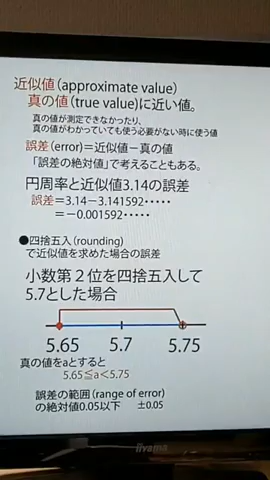 近似値(approximate value)
真の値(true value)に近い値。
真の値が測定できなかったり、
真の値がわかっていても使う必要がない時に使う値
誤差(error)=近似値−真の値
「誤差の絶対値」で考えることもある。
円周率と近似値3.14の誤差
誤差=3.14−3.141592・・・・・
=−0.001592・・・・・
●四捨五入(rounding)
で近似値を求めた場合の誤差
小数第2位を四捨五入して
5.7とした場合
5.65 5.7 5.75
真の値をaとすると
5.65≦a<5.75
誤差の範囲(range of error)
の絶対値0.05以下 ±0.05
iiyama